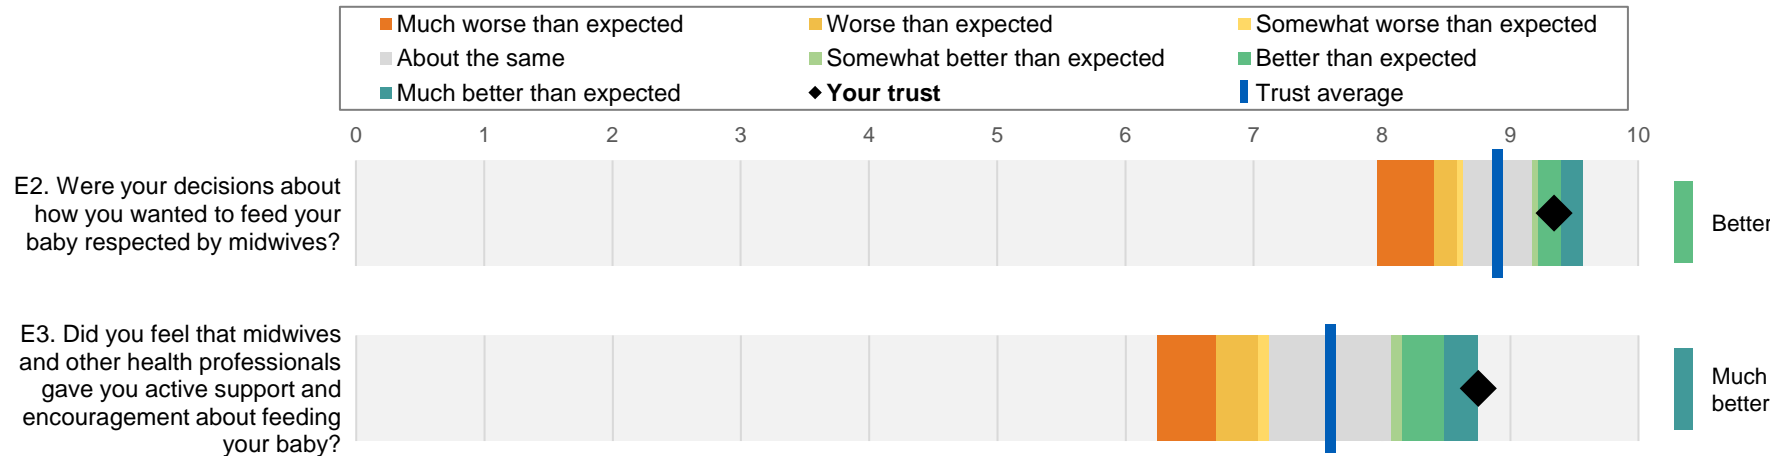 Much worse than expected Worse than expected Somewhat worse than expected
About the same Somewhat better than expected Better than expected
Much better than expected Your trust Trust average
0 1 2 3 4 5 6 7 8 9 10
E2. Were your decisions about
how you wanted to feed your
baby respected by midwives?
Better
E3. Did you feel that midwives
and other health professionals
gave you active support and
encouragement about feeding
your baby?
Much
better